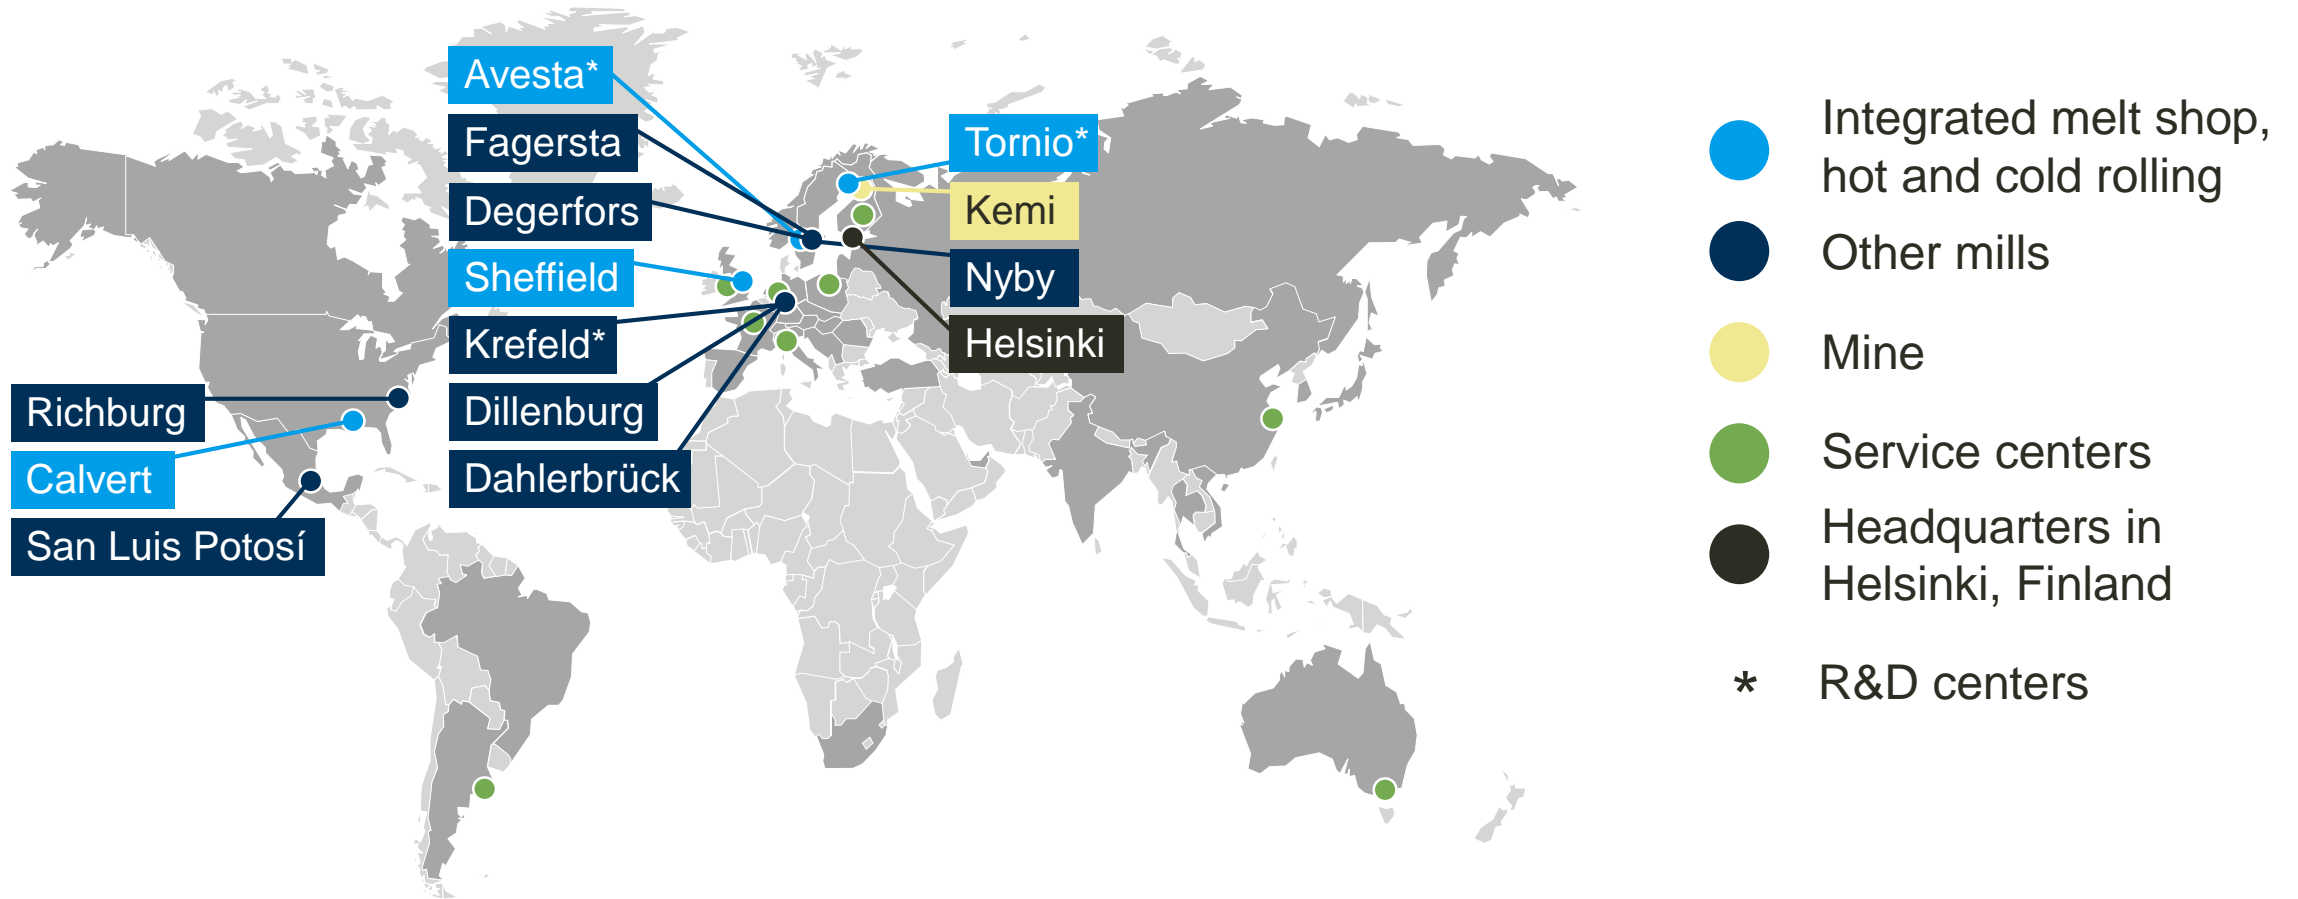 Avesta*
Fagersta
Degerfors
Sheffield
Krefeld*
Dillenburg
Dahlerbrück
Richburg
Calvert
San Luis Potosí
Tornio*
Kemi
Nyby
Helsinki
Integrated melt shop,
hot and cold rolling
Other mills
Mine
Service centers
Headquarters in
Helsinki, Finland
* R&D centers